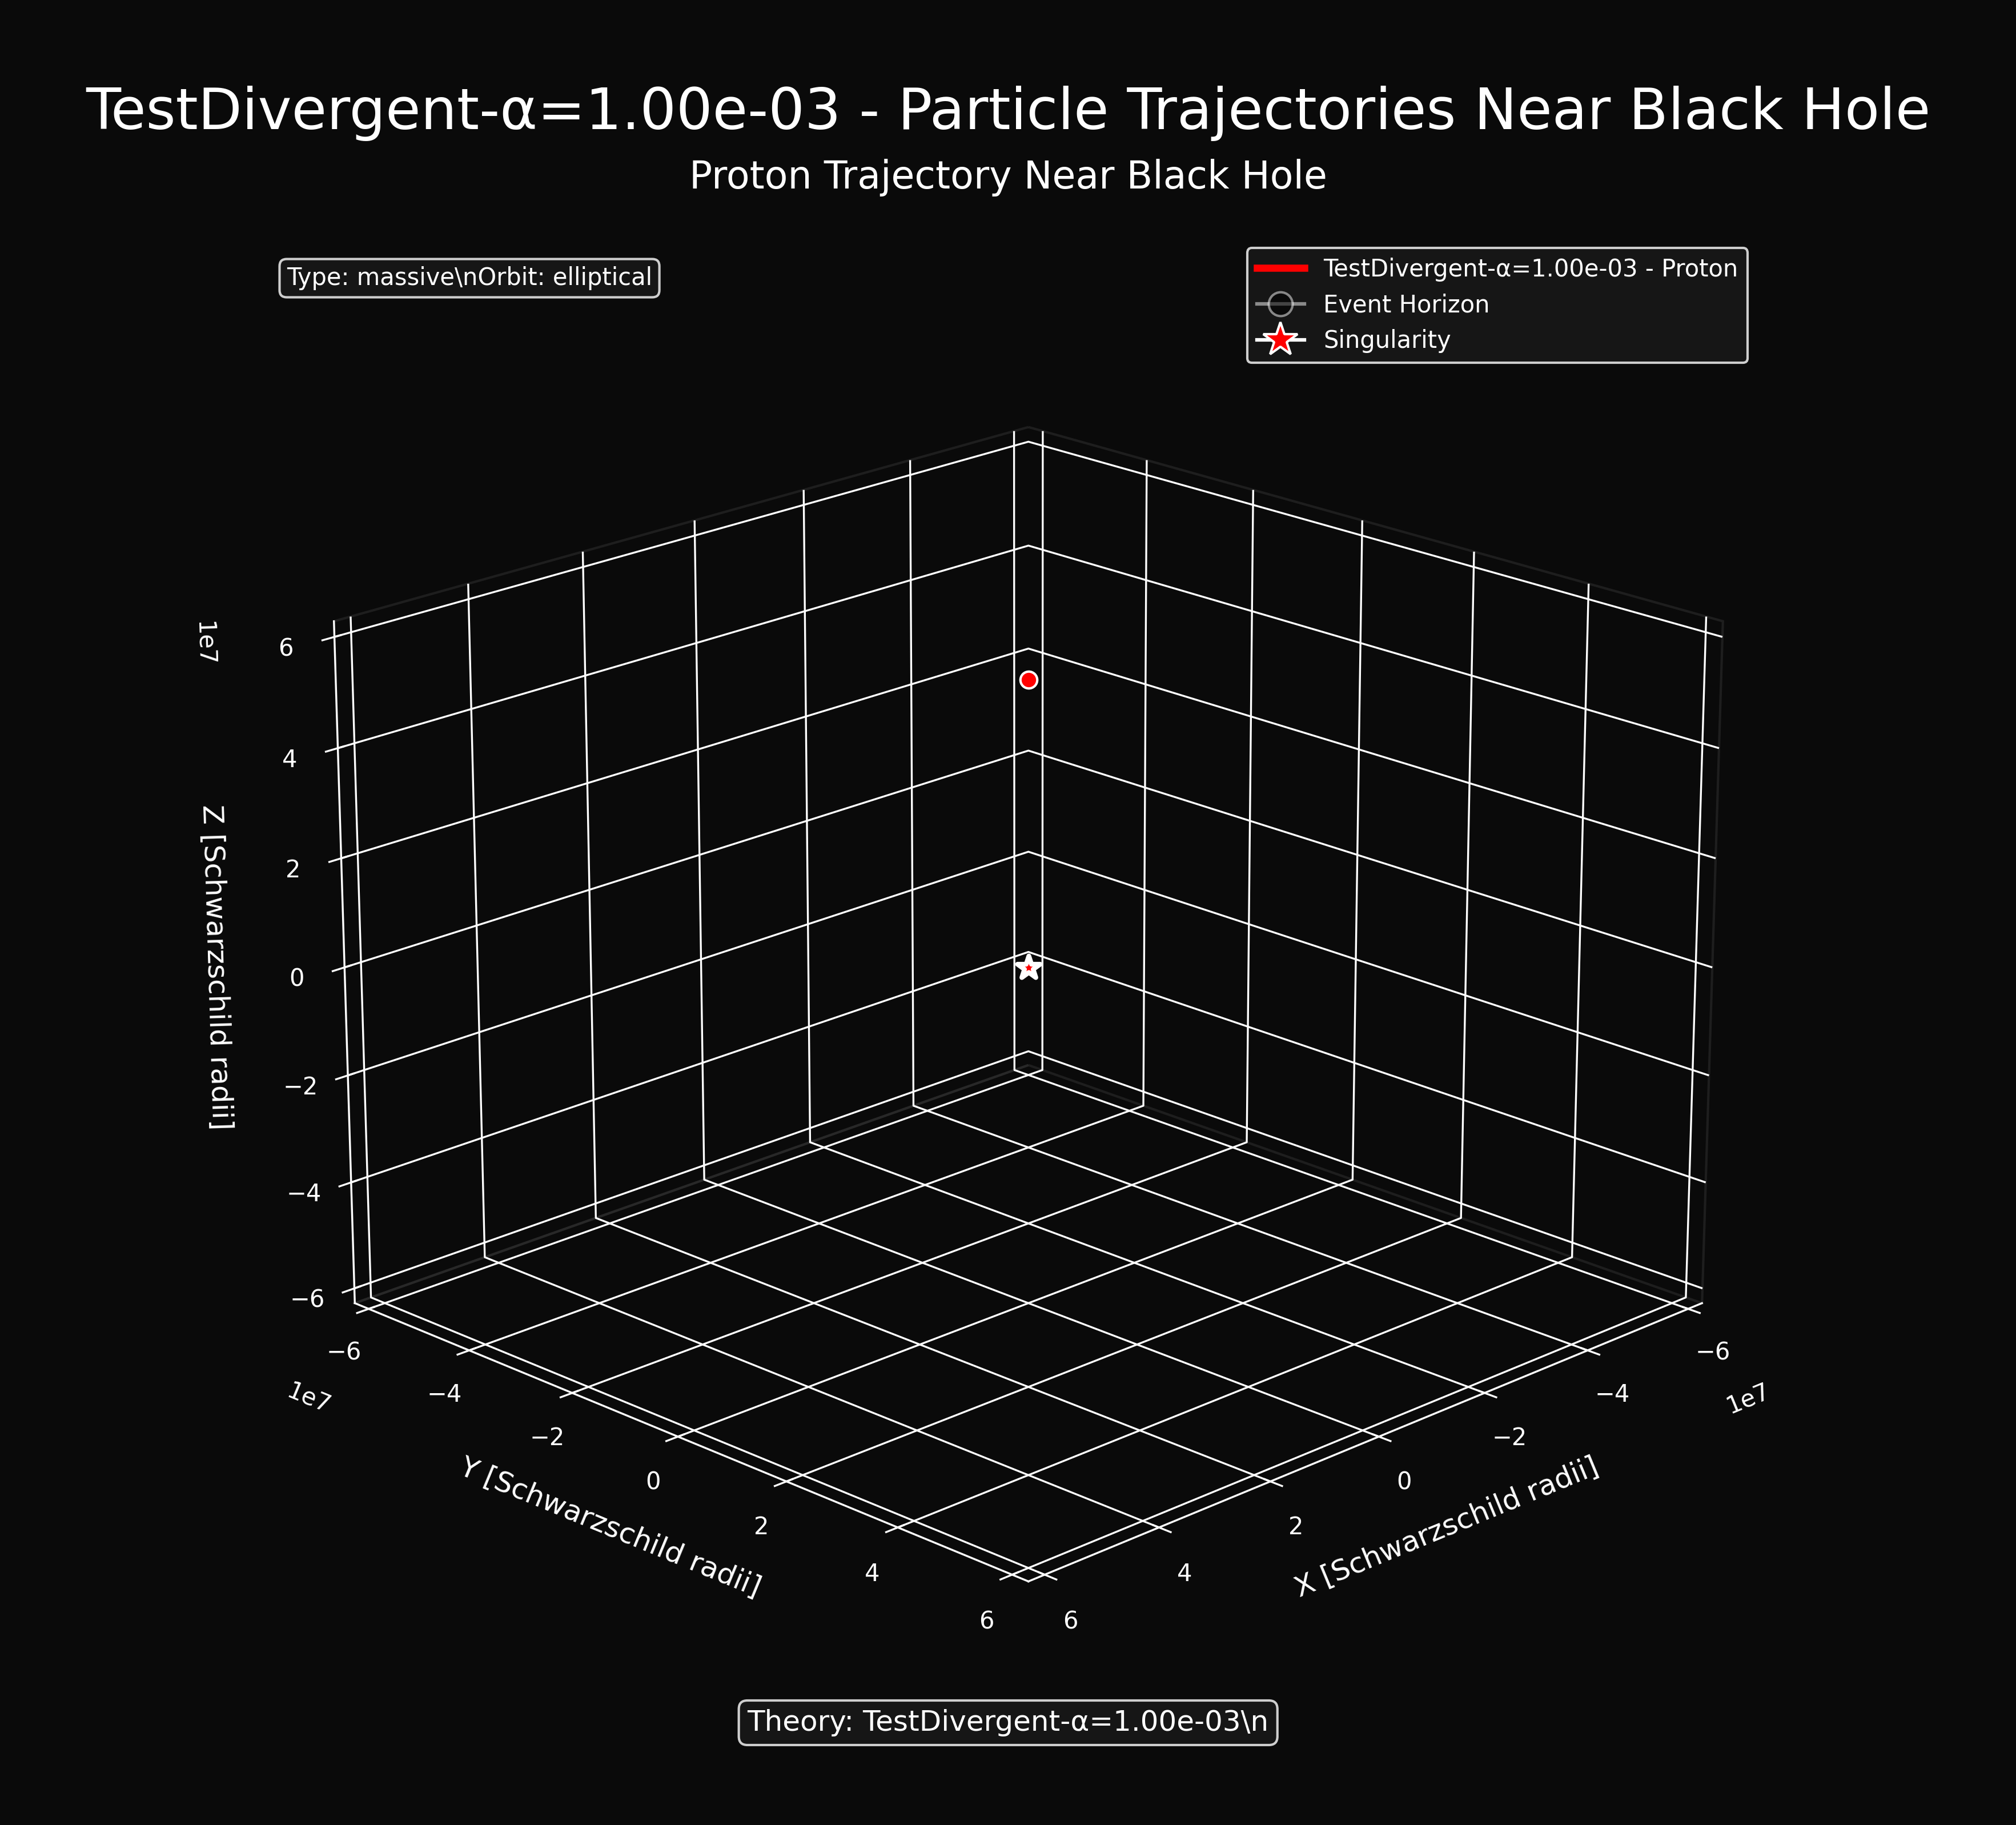 TestDivergent-α=1.00e-03 - Particle Trajectories Near Black Hole
Proton Trajectory Near Black Hole
Type: massive\nOrbit: elliptical
TestDivergent-α=1.00e-03 - Proton
Event Horizon
Singularity
1e7
6
4
2
0
−2
−4
−6
Z [Schwarzschild radii]
−6
−4
−2
0
2
4
6
1e7
Y [Schwarzschild radii]
6
4
2
0
−2
−4
−6
1e7
X [Schwarzschild radii]
Theory: TestDivergent-α=1.00e-03\n